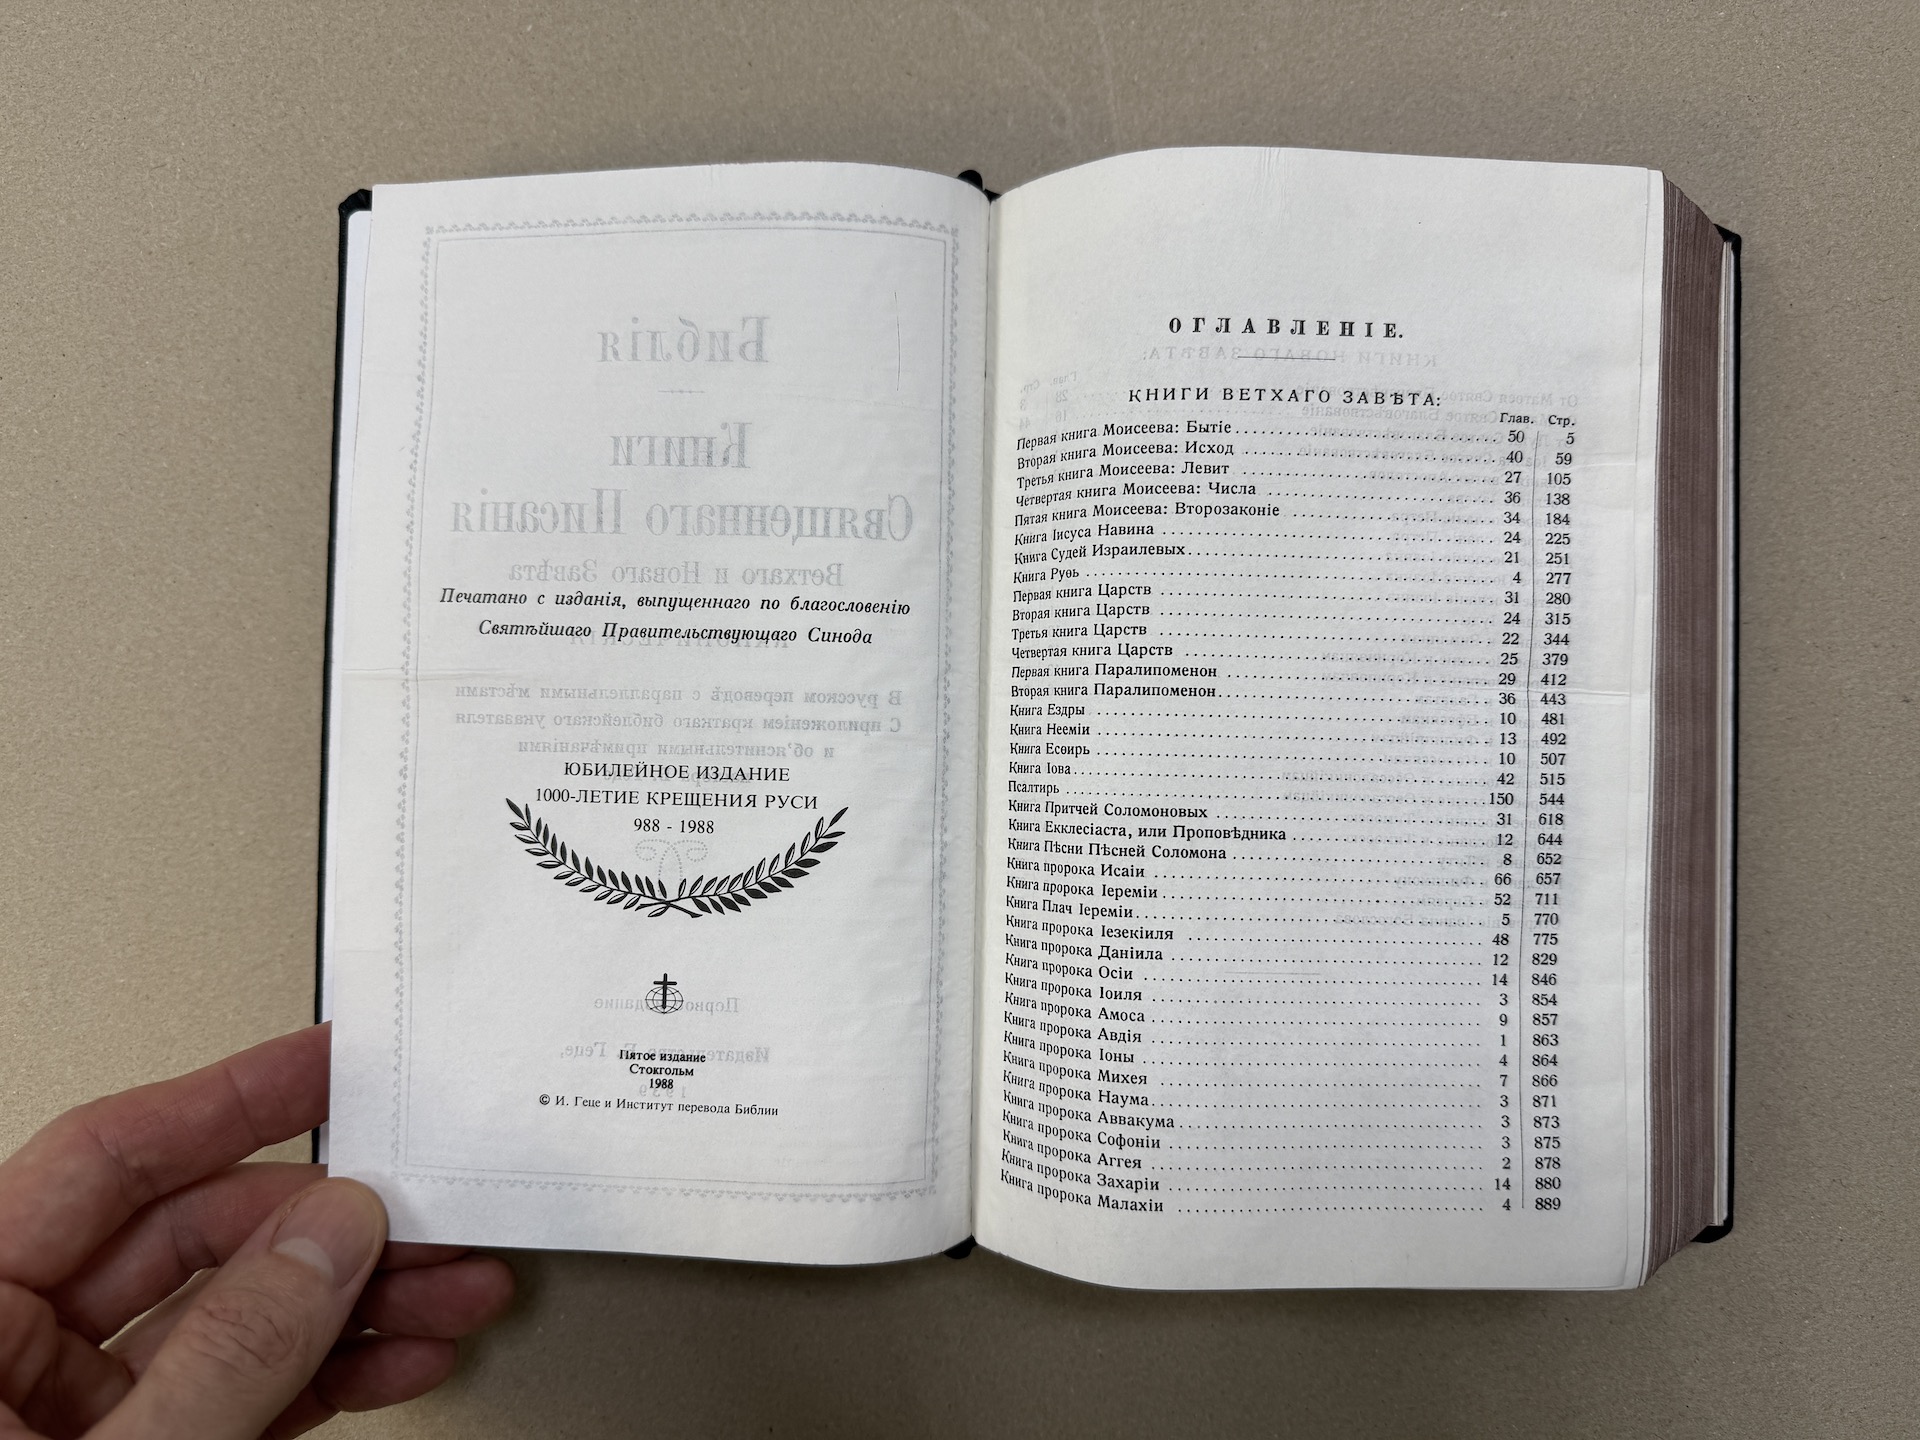 Печатано с изданія, выпущеннаго по благословенію
Святѣйшаго Правительствующаго Синода
ЮБИЛЕЙНОЕ ИЗДАНИЕ
1000-ЛЕТИЕ КРЕЩЕНИЯ РУСИ
988 - 1988
Пятое издание
Стокгольм
1988
© И. Геце и Институт перевода Библии
ОГЛАВЛЕНІЕ.
КНИГИ ВЕТХАГО ЗАВѢТА:
Глав. Стр.
Первая книга Моисеева: Бытіе 50 5
Вторая книга Моисеева: Исход 40 59
Третья книга Моисеева: Левит 27 105
Четвертая книга Моисеева: Числа 36 138
Пятая книга Моисеева: Второзаконіе 34 184
Книга Іисуса Навина 24 225
Книга Судей Израилевых 21 251
Книга Руѳь 4 277
Первая книга Царств 31 280
Вторая книга Царств 24 315
Третья книга Царств 22 344
Четвертая книга Царств 25 379
Первая книга Паралипоменон 29 412
Вторая книга Паралипоменон 36 443
Книга Ездры 10 481
Книга Нееміи 13 492
Книга Есѳирь 10 507
Книга Іова 42 515
Псалтирь 150 544
Книга Притчей Соломоновых 31 618
Книга Екклесіаста, или Проповѣдника 12 644
Книга Пѣсни Пѣсней Соломона 8 652
Книга пророка Исаіи 66 657
Книга пророка Іереміи 52 711
Книга Плач Іереміи 5 770
Книга пророка Іезекіиля 48 775
Книга пророка Даніила 12 829
Книга пророка Осіи 14 846
Книга пророка Іоиля 3 854
Книга пророка Амоса 9 857
Книга пророка Авдія 1 863
Книга пророка Іоны 4 864
Книга пророка Михея 7 866
Книга пророка Наума 3 871
Книга пророка Аввакума 3 873
Книга пророка Софоніи 3 875
Книга пророка Аггея 2 878
Книга пророка Захаріи 14 880
Книга пророка Малахіи 4 889